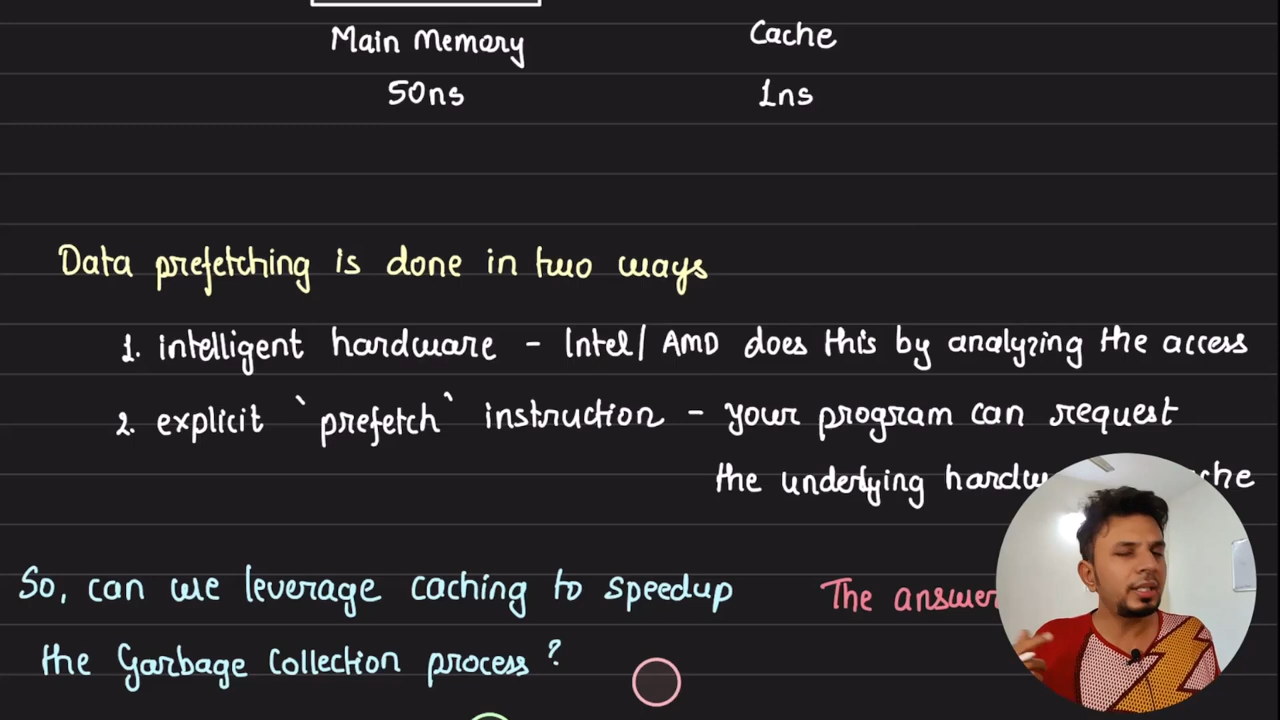 Main Memory Cache
50ns 1ns
Data prefetching is done in two ways
1. intelligent hardware - Intel/AMD does this by analyzing the access
2. explicit `prefetch` instruction - your program can request
the underlying
So, can we leverage caching to speedup The answer
the Garbage Collection process?